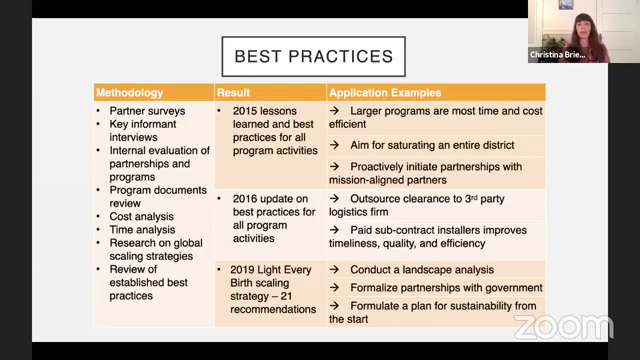 BEST PRACTICES
Christina Brie...
Methodology
Result
Application Examples
• Partner surveys
• Key informant
interviews
• Internal evaluation of
partnerships and
programs
• Program documents
review
• Cost analysis
• Time analysis
• Research on global
scaling strategies
• Review of
established best
practices
• 2015 lessons
learned and best
practices for all
program activities
→ Larger programs are most time and cost
efficient
→ Aim for saturating an entire district
→ Proactively initiate partnerships with
mission-aligned partners
• 2016 update on
best practices for
all program
activities
→ Outsource clearance to 3rd party
logistics firm
→ Paid sub-contract installers improves
timeliness, quality, and efficiency
• 2019 Light Every
Birth scaling
strategy – 21
recommendations
→ Conduct a landscape analysis
→ Formalize partnerships with government
→ Formulate a plan for sustainability from
the start
zoom